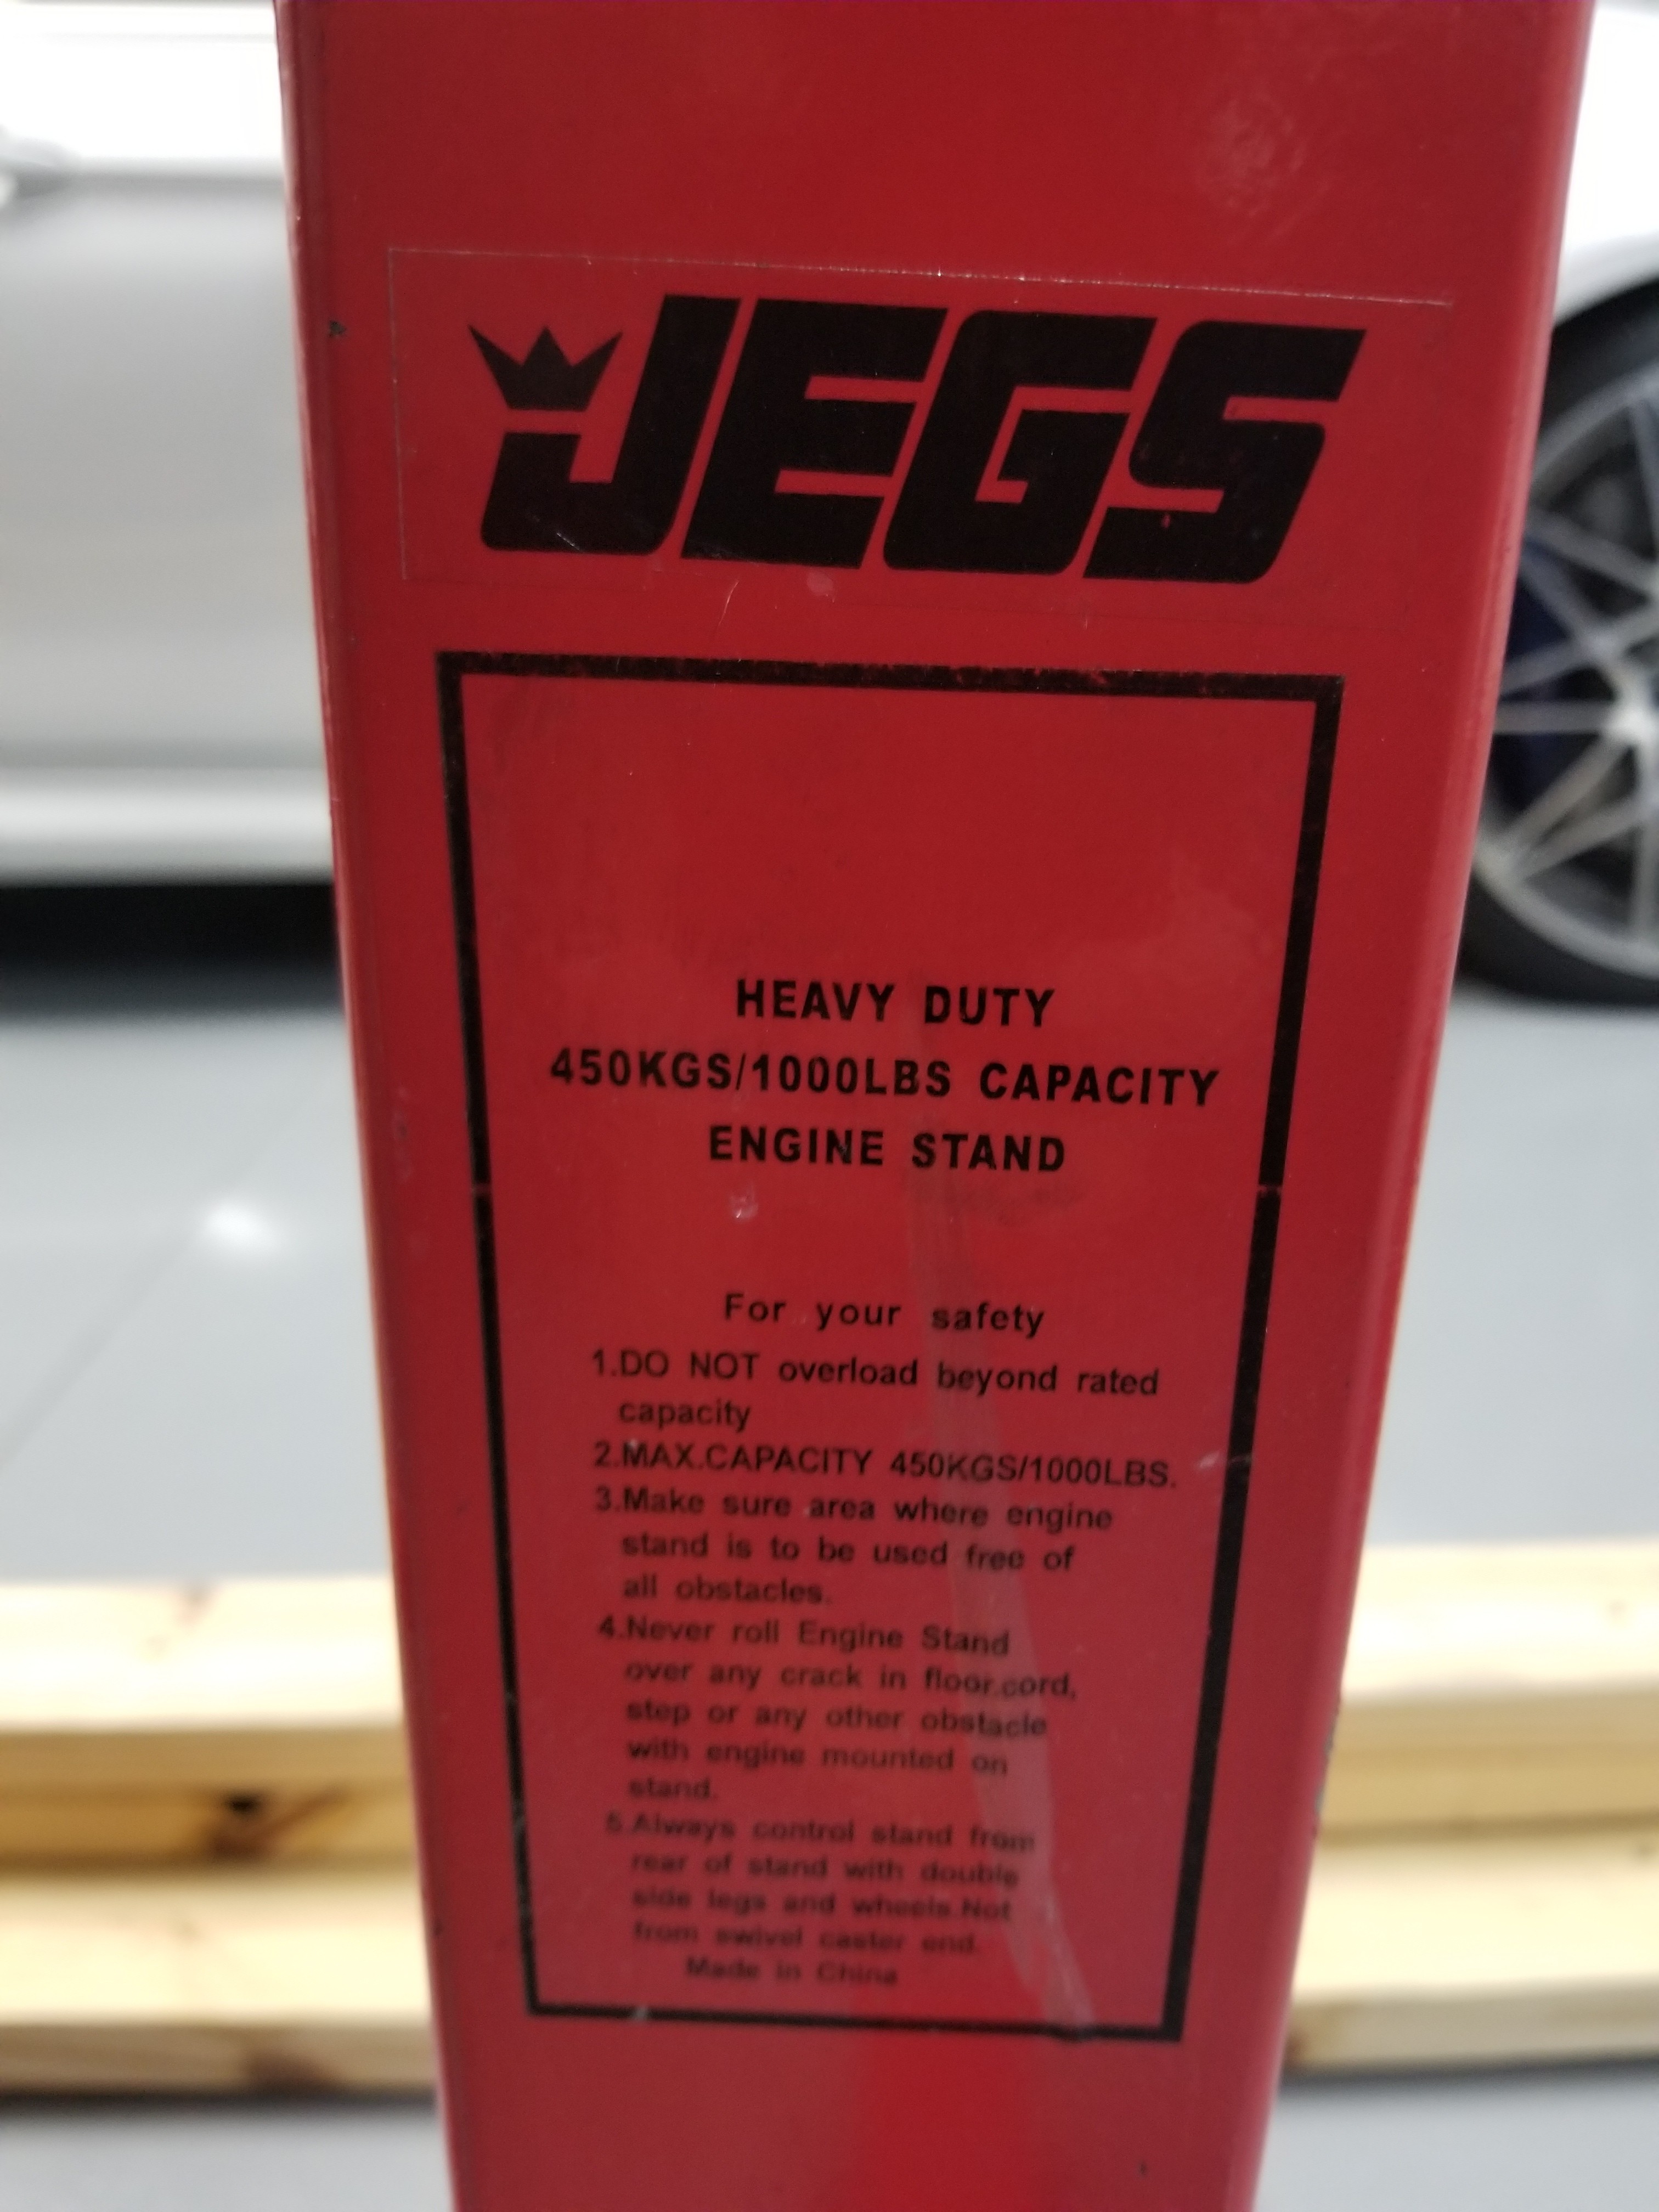 JEGS
HEAVY DUTY
450KGS/1000LBS CAPACITY
ENGINE STAND
For your safety
1.DO NOT overload beyond rated
capacity
2.MAX.CAPACITY 450KGS/1000LBS.
3.Make sure area where engine
stand is to be used free of
all obstacles.
4.Never roll Engine Stand
over any crack in floor.cord,
step or any other obstacle
with engine mounted on
stand.
5.Always control stand from
rear of stand with double
side legs and wheels.Not
from swivel caster end.
Made in China